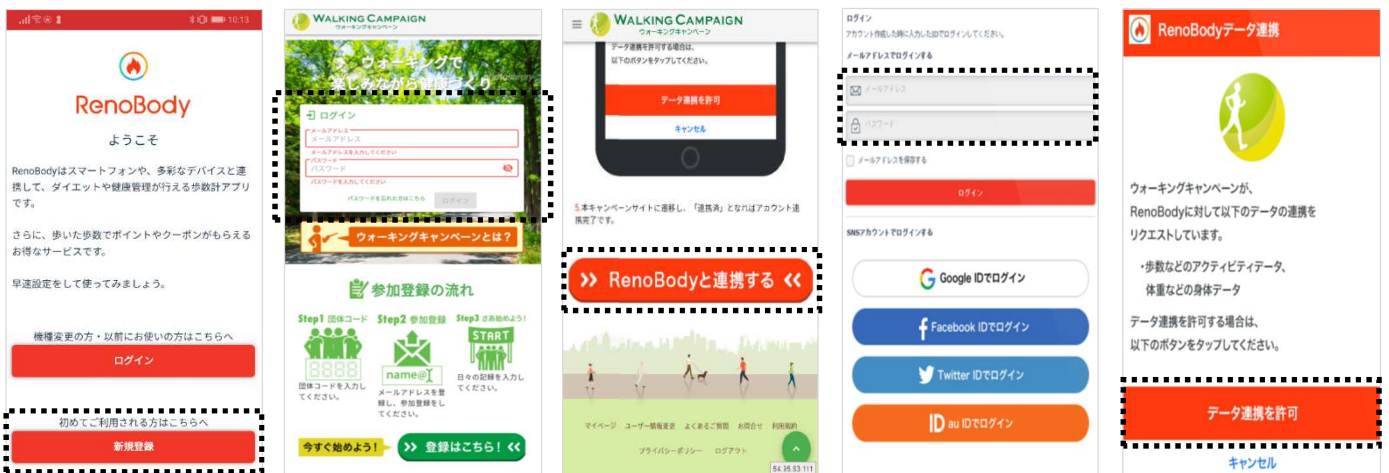 10:13
RenoBody
ようこそ
RenoBodyはスマートフォンや、多彩なデバイスと連
携して、ダイエットや健康管理が行える歩数計アプリ
です。
さらに、歩いた歩数でポイントやクーポンがもらえる
お得なサービスです。
早速設定をして使ってみましょう。
機種変更の方・以前にお使いの方はこちらへ
ログイン
初めてご利用される方はこちらへ
新規登録
WALKING CAMPAIGN
ウォーキングキャンペーン
ウォーキングで
楽しみながら健康づくり
ログイン
メールアドレス
メールアドレス
メールアドレスを入力してください
パスワード
パスワード
パスワードを入力してください
パスワードを忘れた方はこちら
ログイン
ウォーキングキャンペーンとは?
参加登録の流れ
Step1 団体コード
団体コードを入力し
てください。
Step2 参加登録
name@
メールアドレスを登
録し、参加登録をし
てください。
Step3 さあ始めよう!
START
日々の記録を入力し
てください。
今すぐ始めよう!
登録はこちら!
WALKING CAMPAIGN
ウォーキングキャンペーン
データ連携を許可する場合は、
以下のボタンをタップしてください。
データ連携を許可
キャンセル
5.本キャンペーンサイトに遷移し、「連携済」となればアカウント連
携完了です。
RenoBodyと連携する
マイページ ユーザー情報変更 よくあるご質問 お問合せ 利用規約
プライバシーポリシー ログアウト
54.95.83.111
ログイン
アカウント作成した時に入力したIDでログインしてください。
メールアドレスでログインする
メールアドレス
パスワード
メールアドレスを保存する
ログイン
SNSアカウントでログインする
Google IDでログイン
Facebook IDでログイン
Twitter IDでログイン
ID au IDでログイン
RenoBodyデータ連携
ウォーキングキャンペーンが、
RenoBodyに対して以下のデータの連携を
リクエストしています。
・歩数などのアクティビティデータ、
体重などの身体データ
データ連携を許可する場合は、
以下のボタンをタップしてください。
データ連携を許可
キャンセル